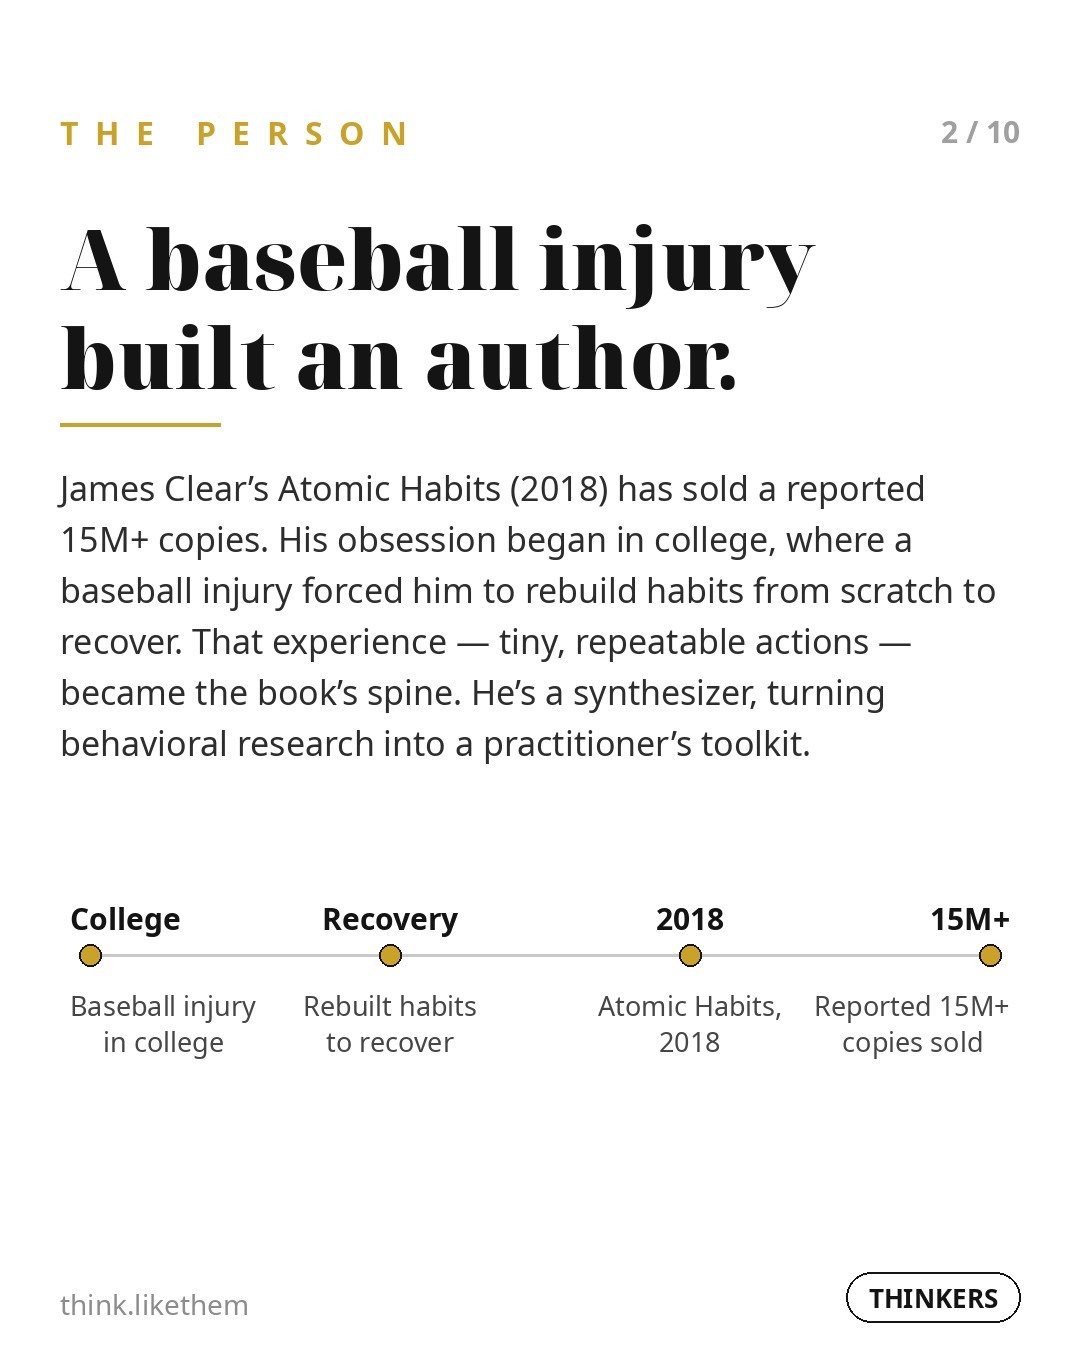 THE PERSON
2 / 10
A baseball injury
built an author.
James Clear’s Atomic Habits (2018) has sold a reported
15M+ copies. His obsession began in college, where a
baseball injury forced him to rebuild habits from scratch to
recover. That experience — tiny, repeatable actions —
became the book’s spine. He’s a synthesizer, turning
behavioral research into a practitioner’s toolkit.
College
Recovery
2018
15M+
Baseball injury
in college
Rebuilt habits
to recover
Atomic Habits,
2018
Reported 15M+
copies sold
think.likethem
THINKERS